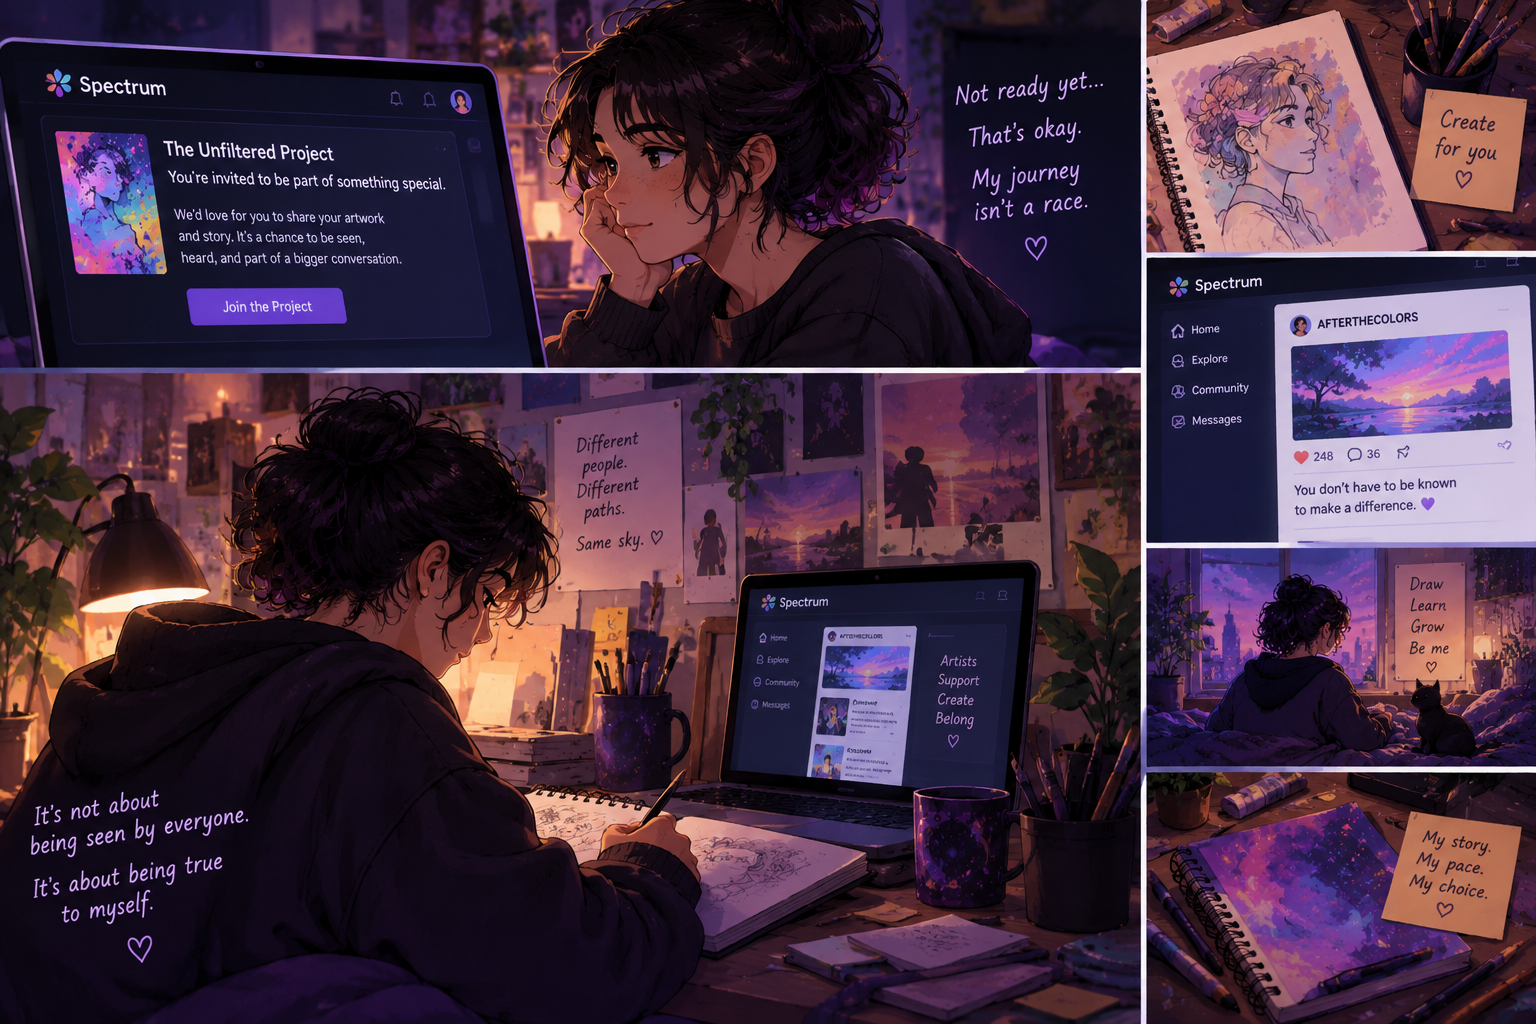 Spectrum
The Unfiltered Project
You're invited to be part of something special.
We'd love for you to share your artwork
and story. It's a chance to be seen,
heard, and part of a bigger conversation.
Join the Project
Not ready yet...
That's okay.
My journey
isn't a race.
Create
for you
Spectrum
Home
Explore
Community
Messages
AFTERTHECOLORS
248
36
You don't have to be known
to make a difference. 💜
Different
people.
Different
paths.
Same sky. ♡
Spectrum
Home
Explore
Community
Messages
AFTERTHECOLORS
Artists
Support
Create
Belong
It's not about
being seen by everyone.
It's about being true
to myself.
Draw
Learn
Grow
Be me
My story.
My pace.
My choice.